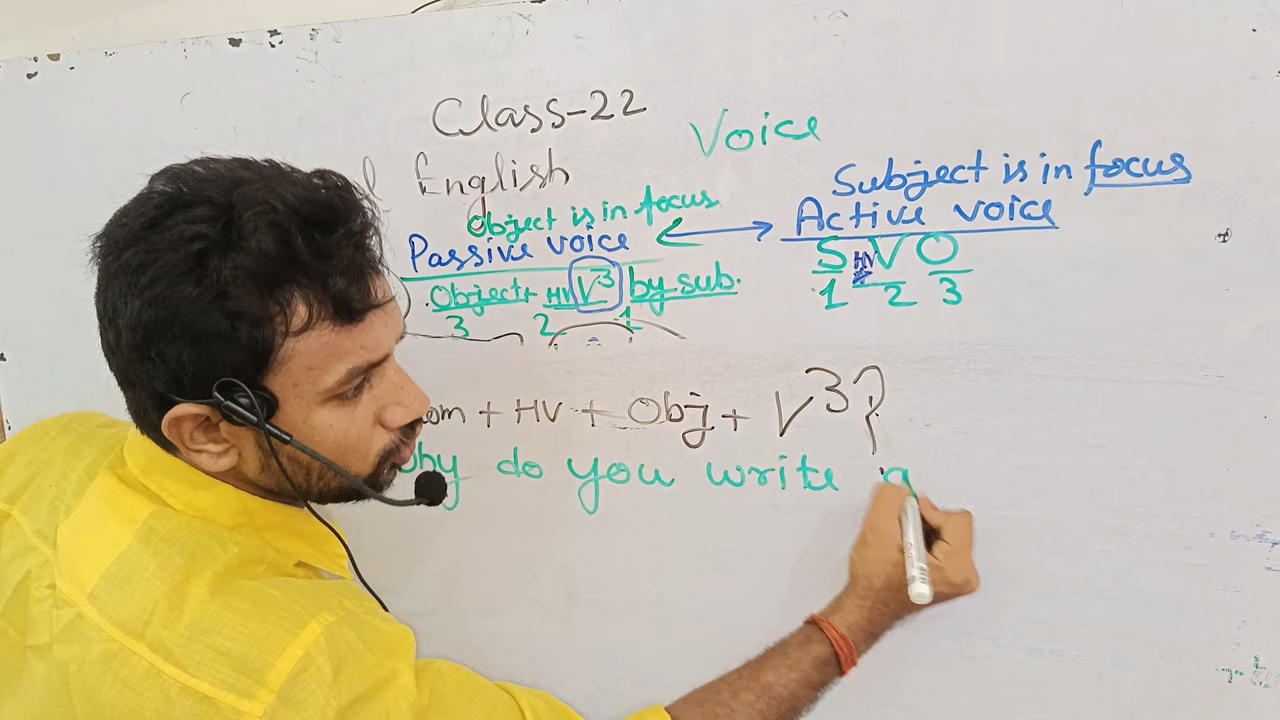 Class-22
Voice
English
Subject is in focus
Object is in focus
Active voice
Passive voice
S HV V O
Object + HV V³ by sub.
1 2 3
3 2 1
+ HV + Obj + V³?
do you write a